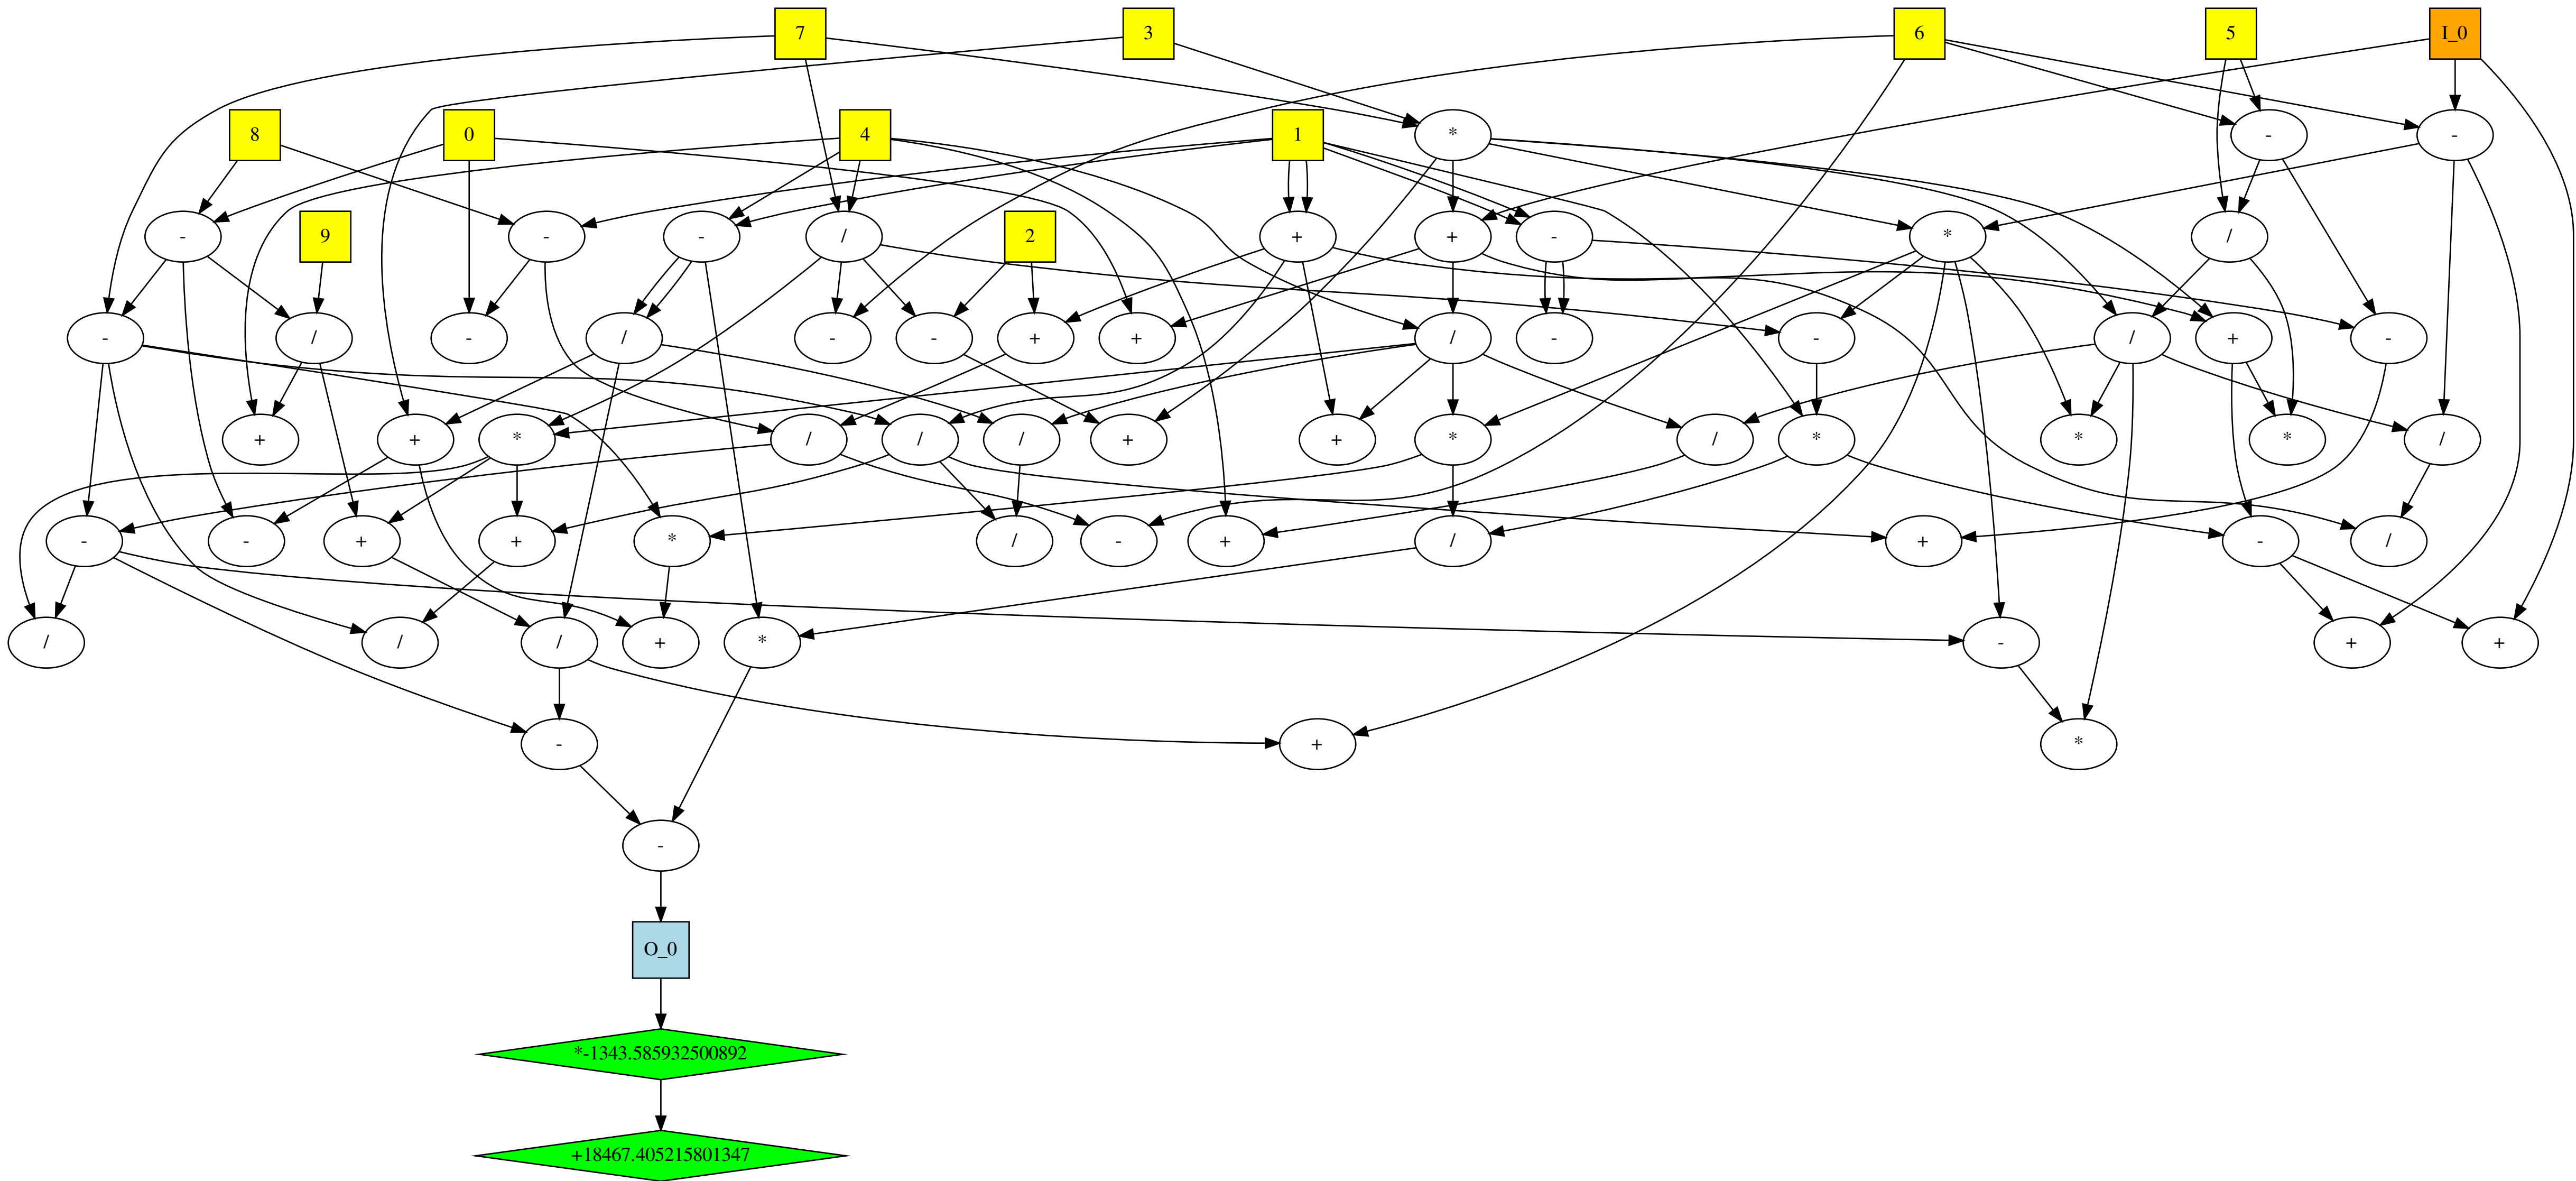 7 3 6 5 I_0
8 0 4 1 * - -
- 9 - - / 2 + + - * /
- / - / - - + + / - - / + -
+ + * / / / + + * / * * * /
- - + + * / - + / + - /
/ / / + * - + +
- + *
-
O_0
*-1343.585932500892
+18467.405215801347